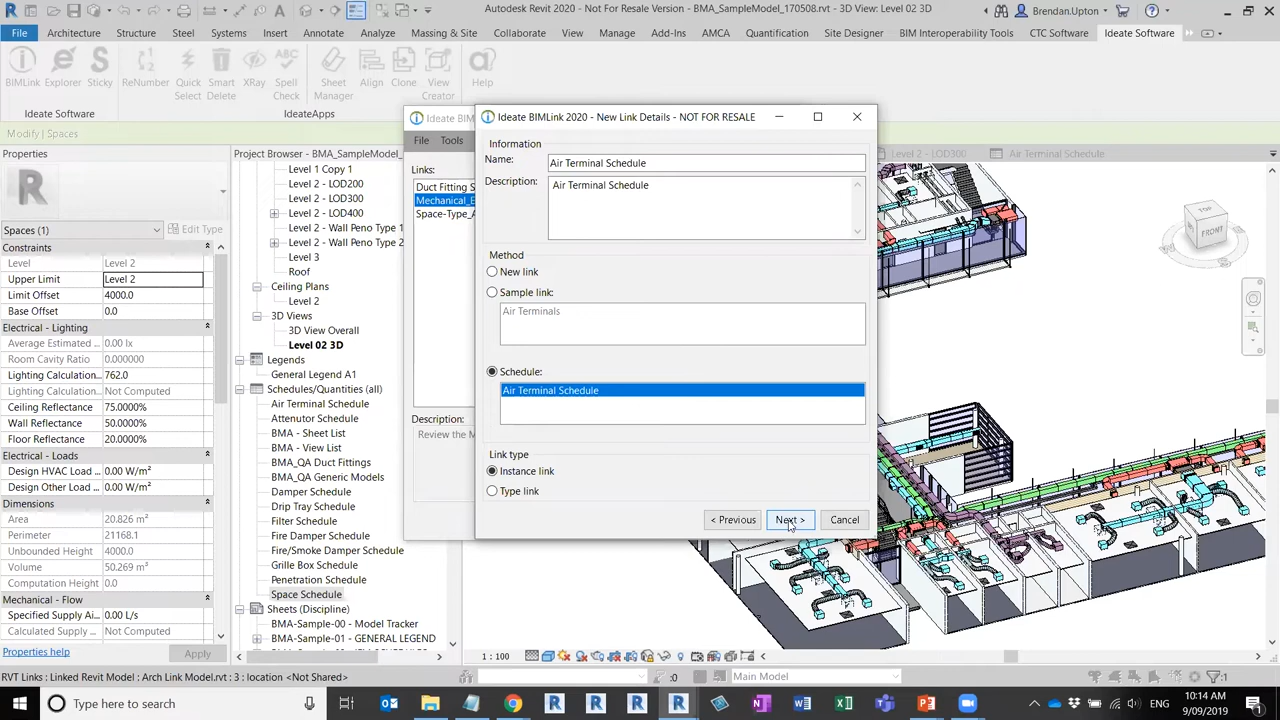 Autodesk Revit 2020 - Not For Resale Version - BMA_SampleModel_170508.rvt - 3D View: Level 02 3D
Brendan.Upton
File Architecture Structure Steel Systems Insert Annotate Analyze Massing & Site Collaborate View Manage Add-Ins AMCA Quantification Site Designer BIM Interoperability Tools CTC Software Ideate Software
BIMLink Explorer Sticky ReNumber Quick Select Smart Delete XRay Spell Check Sheet Manager Align Clone View Creator Help
Ideate Software IdeateApps
Modify | Spaces
Properties
Spaces (1) Edit Type
Constraints
Level Level 2
Upper Limit Level 2
Limit Offset 4000.0
Base Offset 0.0
Electrical - Lighting
Average Estimated ... 0.00 lx
Room Cavity Ratio 0.000000
Lighting Calculation... 762.0
Lighting Calculation... Not Computed
Ceiling Reflectance 75.0000%
Wall Reflectance 50.0000%
Floor Reflectance 20.0000%
Electrical - Loads
Design HVAC Load ... 0.00 W/m²
Design Other Load ... 0.00 W/m²
Dimensions
Area 20.826 m²
Perimeter 21168.1
Unbounded Height 4000.0
Volume 50.269 m³
Computation Height 0.0
Mechanical - Flow
Specified Supply Ai... 0.00 L/s
Calculated Supply ... Not Computed
Properties help Apply
Project Browser - BMA_SampleModel_
Level 1 Copy 1
Level 2 - LOD200
Level 2 - LOD300
Level 2 - LOD400
Level 2 - Wall Peno Type 1
Level 2 - Wall Peno Type 2
Level 3
Roof
Ceiling Plans
Level 2
3D Views
3D View Overall
Level 02 3D
Legends
General Legend A1
Schedules/Quantities (all)
Air Terminal Schedule
Attenutor Schedule
BMA - Sheet List
BMA - View List
BMA_QA Duct Fittings
BMA_QA Generic Models
Damper Schedule
Drip Tray Schedule
Filter Schedule
Fire Damper Schedule
Fire/Smoke Damper Schedule
Grille Box Schedule
Penetration Schedule
Space Schedule
Sheets (Discipline)
BMA-Sample-00 - Model Tracker
BMA-Sample-01 - GENERAL LEGEND
Ideate BIM
File Tools
Links:
Duct Fitting S
Mechanical_E
Space-Type_A
Description:
Review the M
Ideate BIMLink 2020 - New Link Details - NOT FOR RESALE
Information
Name: Air Terminal Schedule
Description: Air Terminal Schedule
Method
New link
Sample link:
Air Terminals
Schedule:
Air Terminal Schedule
Link type
Instance link
Type link
< Previous Next > Cancel
Level 2 - LOD300 Air Terminal Schedule
TOP
FRONT
1 : 100
RVT Links : Linked Revit Model : Arch Link Model.rvt : 3 : location <Not Shared>
:0 Main Model :1
Type here to search
ENG 10:14 AM
9/09/2019